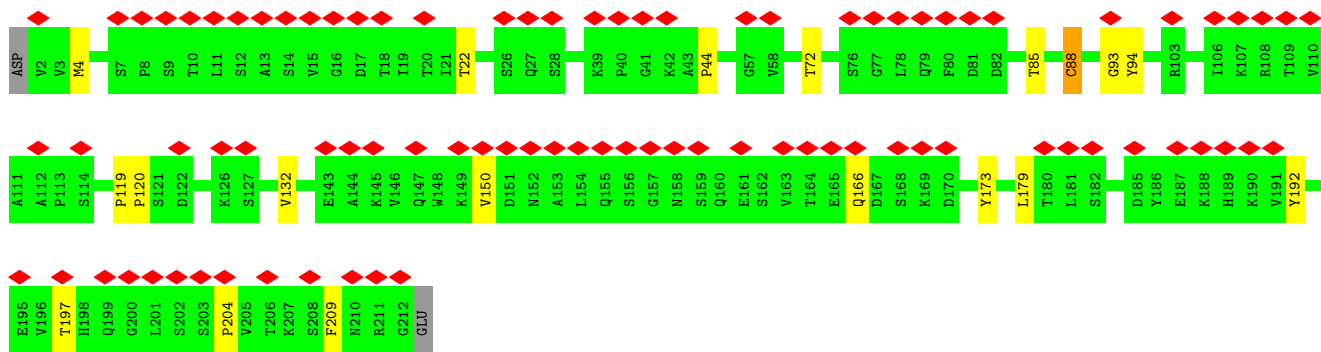 ASP V2 V3 M4 S7 P8 S9 T10 L11 S12 A13 S14 V15 G16 D17 T18 I19 T20 I21 T22 S26 Q27 S28 K39 P40 G41 K42 A43 P44 G57 V58 T72 S76 G77 L78 Q79 F80 D81 D82 T85 C88 G93 Y94 R103 I106 K107 R108 T109 V110
A111 A112 P113 S114 P119 P120 S121 D122 K126 S127 V132 E143 A144 K145 V146 Q147 W148 K149 V150 D151 N152 A153 L154 Q155 S156 G157 N158 S159 Q160 E161 S162 V163 T164 E165 Q166 D167 S168 K169 D170 Y173 L179 T180 L181 S182 D185 Y186 E187 K188 H189 K190 V191 Y192
E195 V196 T197 H198 Q199 G200 L201 S202 S203 P204 V205 T206 K207 S208 F209 N210 R211 G212 GLU